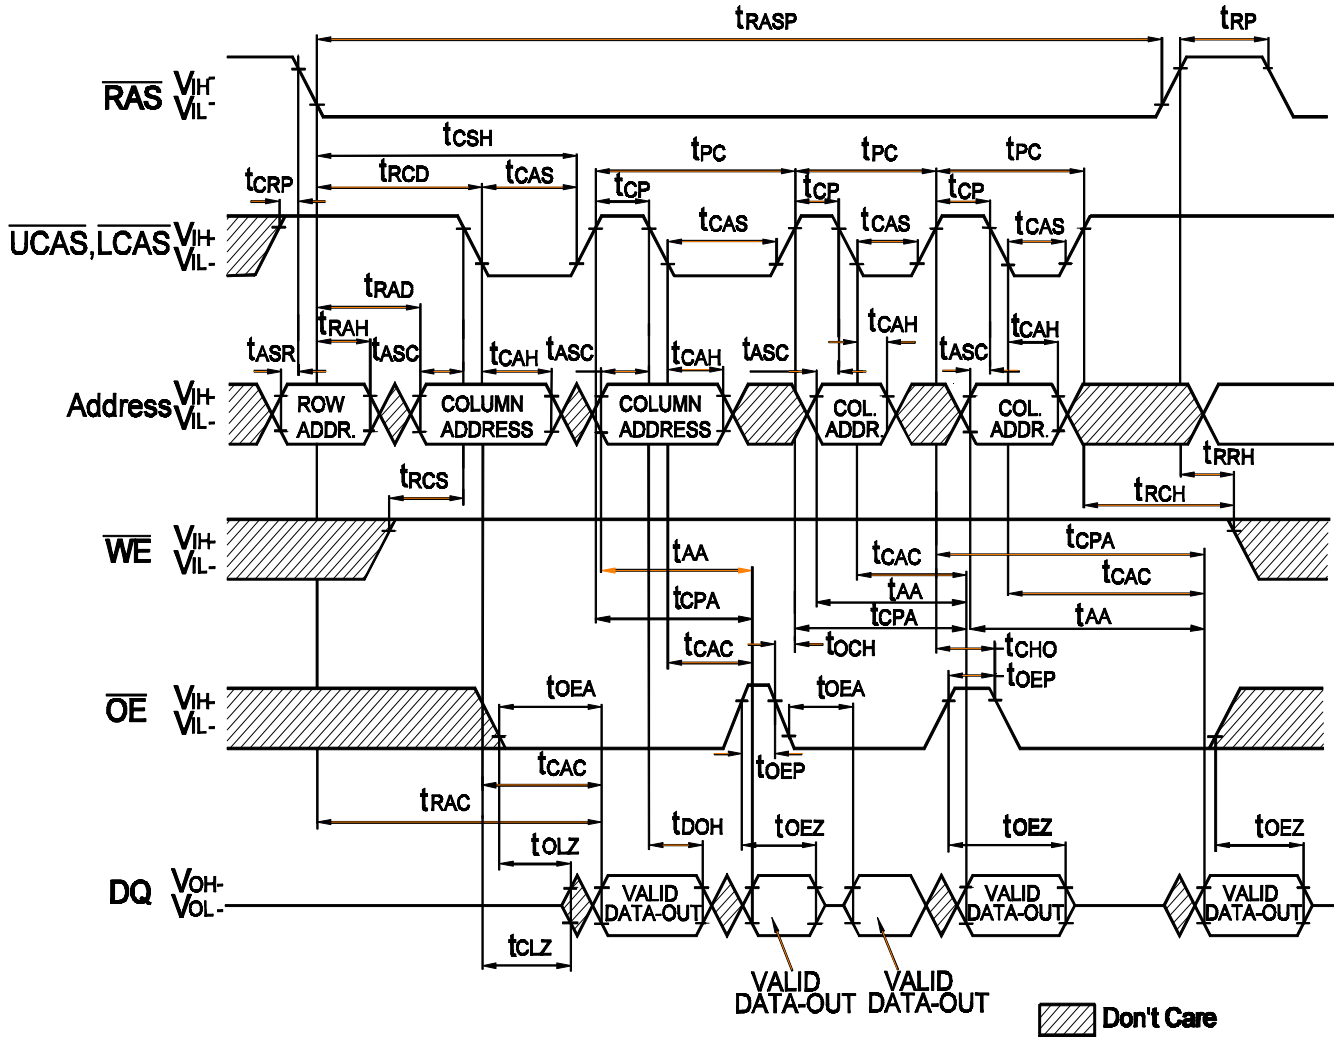 tRASP tRP
RAS VIH-
VIL-
tCSH
tRCD tCAS tPC tPC tPC
tCRP tCP tCP tCP
tCAS tCAS tCAS
UCAS,LCAS VIH-
VIL-
tRAD
tRAH tCAH
tASR tASC tCAH tASC tCAH tASC tASC tCAH
Address VIH-
VIL-
ROW
ADDR.
COLUMN
ADDRESS
COLUMN
ADDRESS
COL.
ADDR.
COL.
ADDR.
tRRH
tRCS tRCH
WE VIH-
VIL-
tAA tCAC tCPA
tCPA tAA tCAC
tCPA tAA
tCAC tOCH tCHO
tOEP
OE VIH-
VIL-
tOEA tOEA
tCAC tOEP
tRAC
tOLZ tDOH tOEZ tOEZ tOEZ
DQ VOH-
VOL-
VALID
DATA-OUT
VALID
DATA-OUT
VALID
DATA-OUT
tCLZ
VALID
DATA-OUT
VALID
DATA-OUT
Don't Care